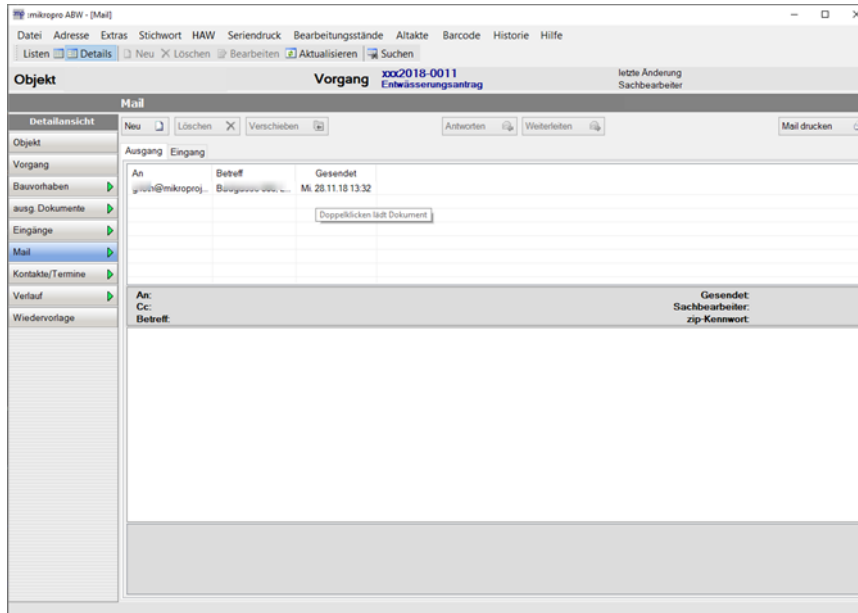 :mikropro ABW - [Mail]
Datei Adresse Extras Stichwort HAW Seriendruck Bearbeitungsstände Altakte Barcode Historie Hilfe
Listen Details Neu Löschen Bearbeiten Aktualisieren Suchen
Objekt Vorgang xxx2018-0011 letzte Änderung
Entwässerungsantrag Sachbearbeiter
Mail
Detailansicht
Neu Löschen Verschieben Antworten Weiterleiten Mail drucken
Objekt
Ausgang Eingang
Vorgang
An Betreff Gesendet
@mikroproj... Mi. 28.11.18 13:32
Bauvorhaben
ausg. Dokumente
Doppelklicken lädt Dokument
Eingänge
Mail
Kontakte/Termine
Verlauf
Wiedervorlage
An: Gesendet:
Cc: Sachbearbeiter:
Betreff: zip-Kennwort: